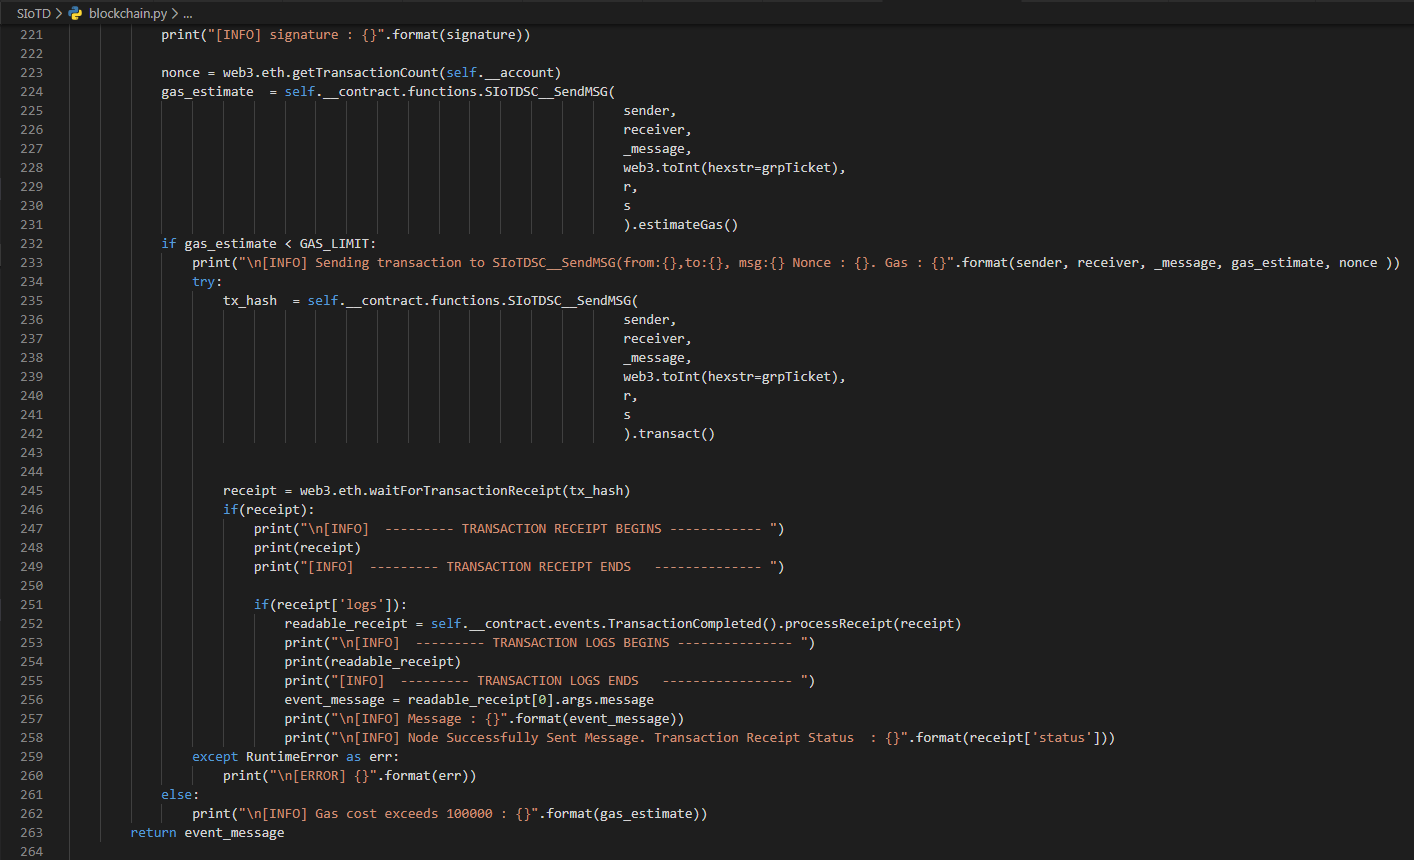 SIoTD > blockchain.py > ...
221 print("[INFO] signature : {}".format(signature))
222
223 nonce = web3.eth.getTransactionCount(self.__account)
224 gas_estimate  = self.__contract.functions.SIoTDSC__SendMSG(
225 sender,
226 receiver,
227 _message,
228 web3.toInt(hexstr=grpTicket),
229 r,
230 s
231 ).estimateGas()
232 if gas_estimate < GAS_LIMIT:
233 print("\n[INFO] Sending transaction to SIoTDSC__SendMSG(from:{},to:{}, msg:{} Nonce : {}. Gas : {}".format(sender, receiver, _message, gas_estimate, nonce ))
234 try:
235 tx_hash  = self.__contract.functions.SIoTDSC__SendMSG(
236 sender,
237 receiver,
238 _message,
239 web3.toInt(hexstr=grpTicket),
240 r,
241 s
242 ).transact()
243
244
245 receipt = web3.eth.waitForTransactionReceipt(tx_hash)
246 if(receipt):
247 print("\n[INFO]  --------- TRANSACTION RECEIPT BEGINS ------------ ")
248 print(receipt)
249 print("[INFO]  --------- TRANSACTION RECEIPT ENDS   -------------- ")
250
251 if(receipt['logs']):
252 readable_receipt = self.__contract.events.TransactionCompleted().processReceipt(receipt)
253 print("\n[INFO]  --------- TRANSACTION LOGS BEGINS --------------- ")
254 print(readable_receipt)
255 print("[INFO]  --------- TRANSACTION LOGS ENDS   ----------------- ")
256 event_message = readable_receipt[0].args.message
257 print("\n[INFO] Message : {}".format(event_message))
258 print("\n[INFO] Node Successfully Sent Message. Transaction Receipt Status  : {}".format(receipt['status']))
259 except RuntimeError as err:
260 print("\n[ERROR] {}".format(err))
261 else:
262 print("\n[INFO] Gas cost exceeds 100000 : {}".format(gas_estimate))
263 return event_message
264